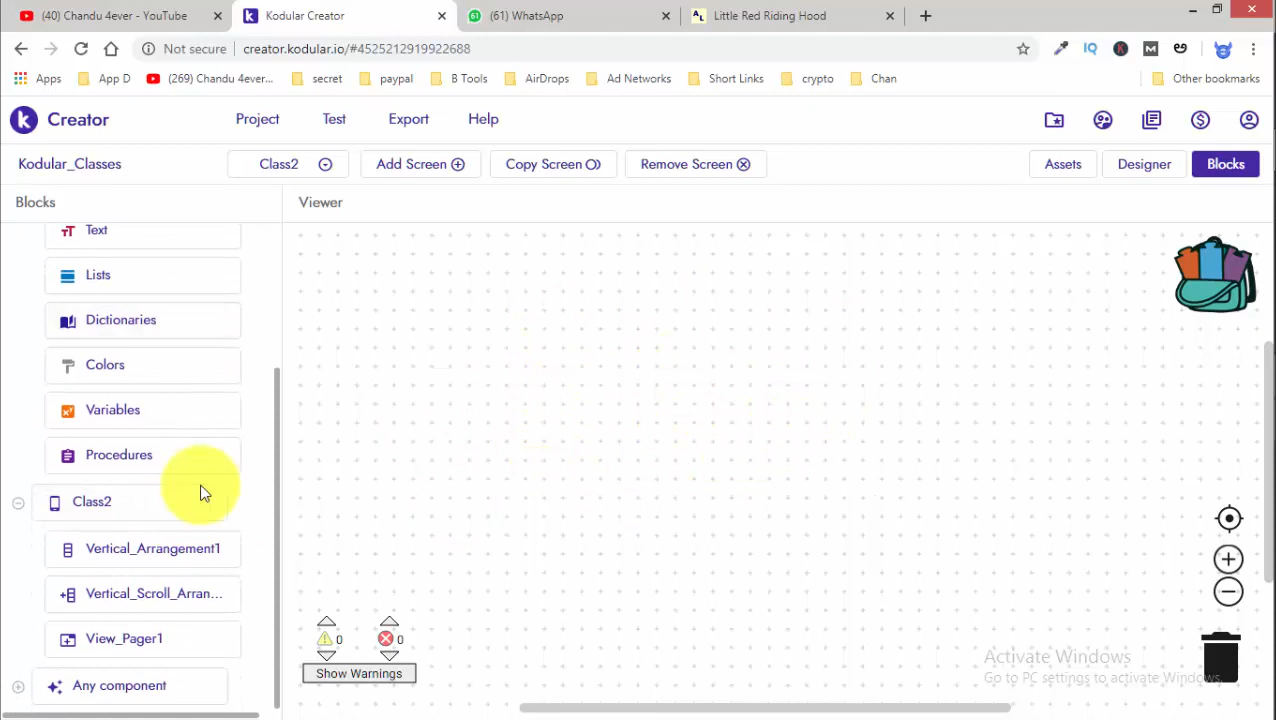 (40) Chandu 4ever - YouTube
Kodular Creator
(61) WhatsApp
Little Red Riding Hood
Not secure
creator.kodular.io/#4525212919922688
Apps
App D
(269) Chandu 4ever...
secret
paypal
B Tools
AirDrops
Ad Networks
Short Links
crypto
Chan
Other bookmarks
Creator
Project
Test
Export
Help
Kodular_Classes
Class2
Add Screen
Copy Screen
Remove Screen
Assets
Designer
Blocks
Blocks
Viewer
Text
Lists
Dictionaries
Colors
Variables
Procedures
Class2
Vertical_Arrangement1
Vertical_Scroll_Arran...
View_Pager1
Any component
0
0
Show Warnings
Activate Windows
Go to PC settings to activate Windows.